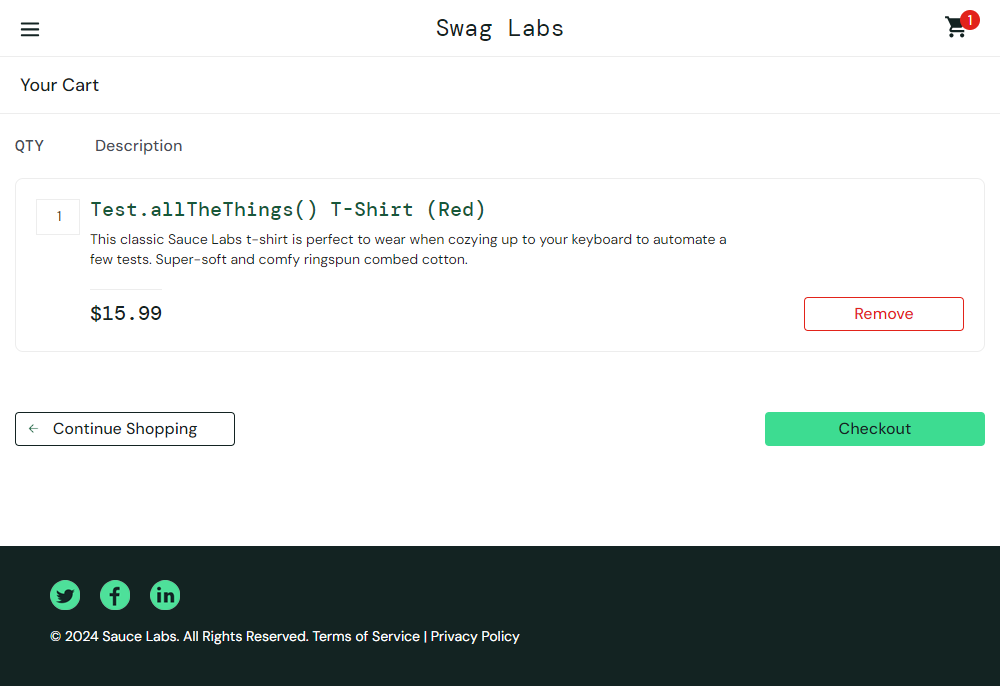 Swag Labs
1
Your Cart
QTY Description
1
Test.allTheThings() T-Shirt (Red)
This classic Sauce Labs t-shirt is perfect to wear when cozying up to your keyboard to automate a
few tests. Super-soft and comfy ringspun combed cotton.
$15.99
Remove
Continue Shopping
Checkout
© 2024 Sauce Labs. All Rights Reserved. Terms of Service | Privacy Policy